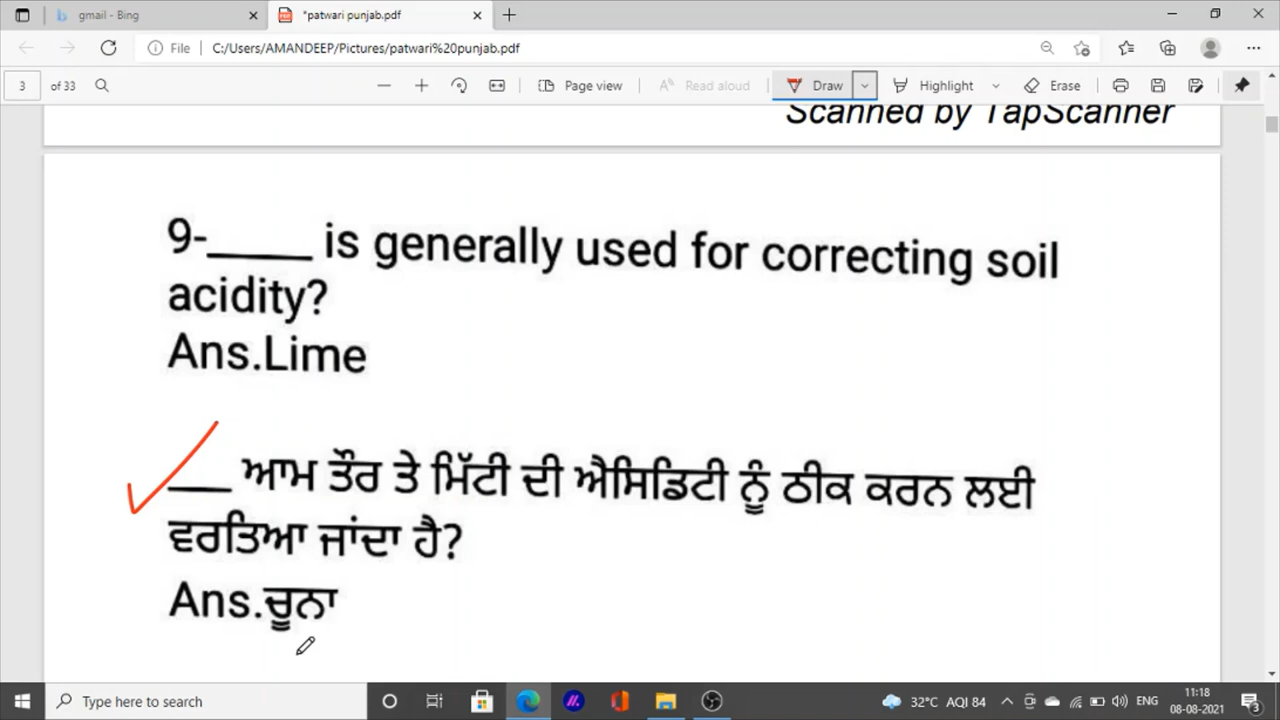 gmail - Bing
*patwari punjab.pdf
File
C:/Users/AMANDEEP/Pictures/patwari%20punjab.pdf
3 of 33
Page view
Read aloud
Draw
Highlight
Erase
Scanned by TapScanner
9-____ is generally used for correcting soil
acidity?
Ans.Lime
___ ਆਮ ਤੌਰ ਤੇ ਮਿੱਟੀ ਦੀ ਐਸਿਡਿਟੀ ਨੂੰ ਠੀਕ ਕਰਨ ਲਈ
ਵਰਤਿਆ ਜਾਂਦਾ ਹੈ?
Ans.ਚੂਨਾ
Type here to search
32°C AQI 84
ENG
11:18
08-08-2021
3